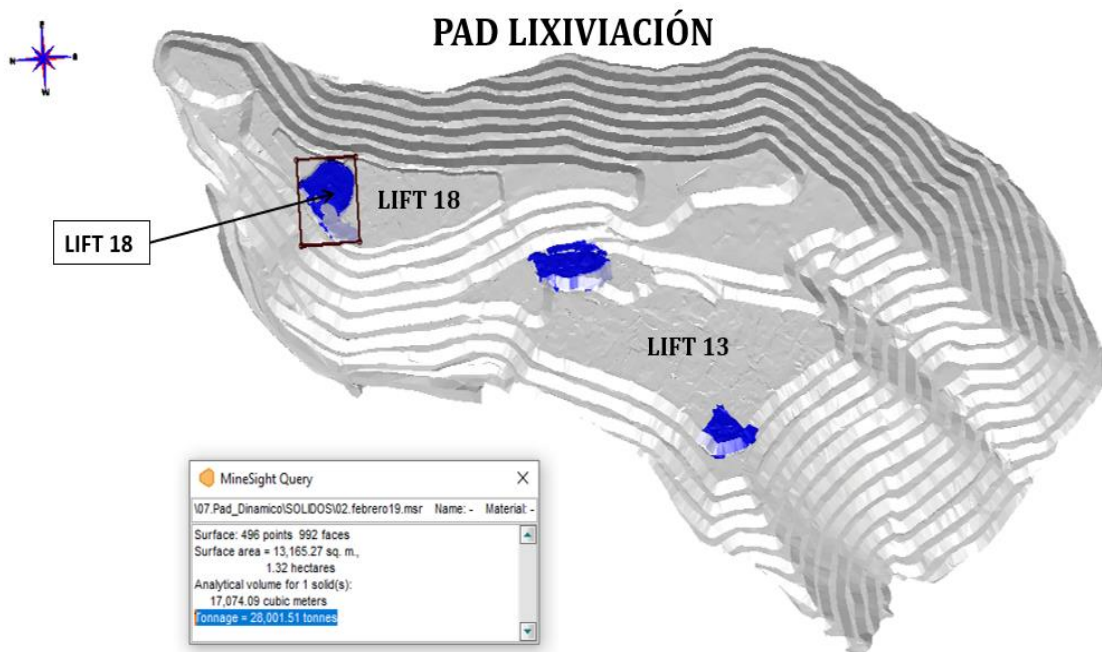 PAD LIXIVIACIÓN
N
S
W
LIFT 18
LIFT 18
LIFT 13
MineSight Query
\07.Pad_Dinamico\SOLIDOS\02.febrero19.msr Name: - Material: -
Surface: 496 points 992 faces
Surface area = 13,165.27 sq. m.,
1.32 hectares
Analytical volume for 1 solid(s):
17,074.09 cubic meters
Tonnage = 28,001.51 tonnes